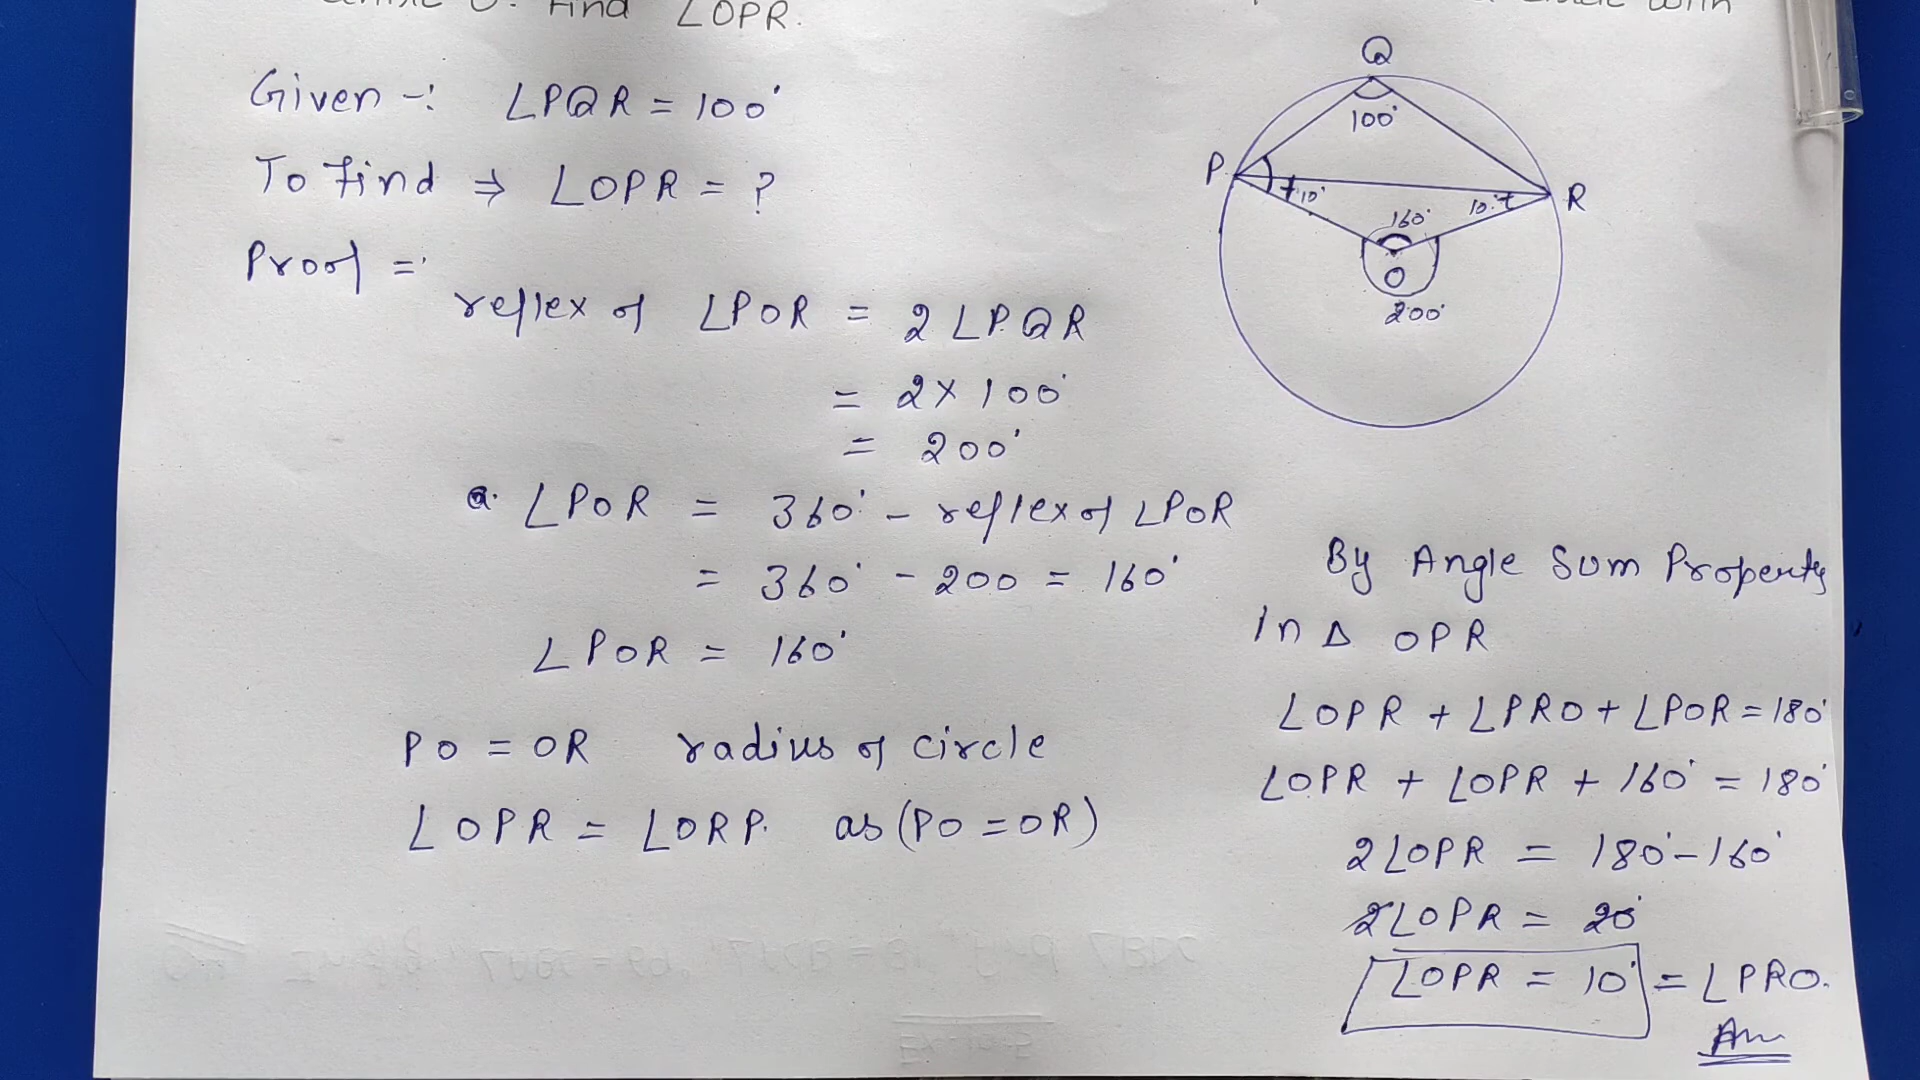 O. Find ∠OPR.
Given -: ∠PQR = 100°
To Find ⇒ ∠OPR = ?
Proof =
reflex of ∠POR = 2 ∠PQR
= 2 × 100°
= 200°
∠POR = 360° - reflex of ∠POR
= 360° - 200 = 160°
∠POR = 160°
PO = OR radius of circle
∠OPR = ∠ORP. as (PO = OR)
Q
100°
P
10°
R
10°
160°
O
200°
By Angle Sum Property
In Δ OPR
∠OPR + ∠PRO + ∠POR = 180°
∠OPR + ∠OPR + 160° = 180°
2∠OPR = 180° - 160°
2∠OPR = 20°
∠OPR = 10° = ∠PRO.
Ans